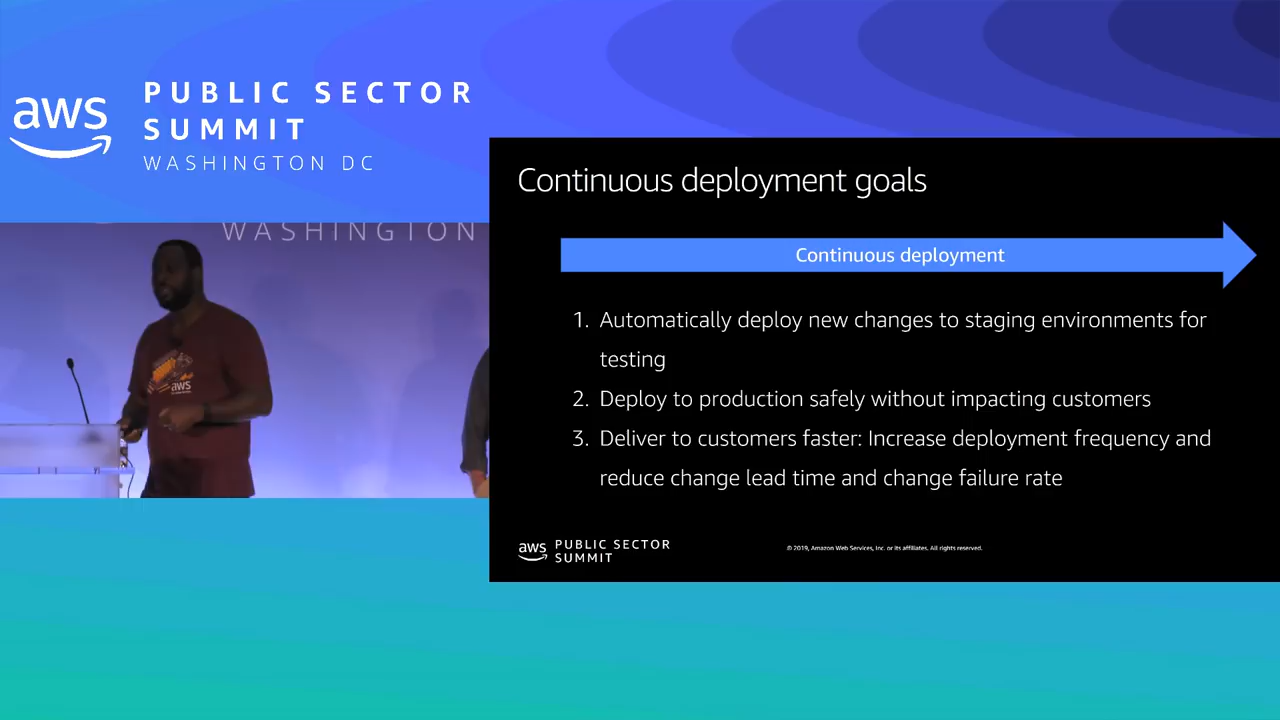 aws
PUBLIC SECTOR
SUMMIT
WASHINGTON DC
WASHINGTON
aws
Continuous deployment goals
Continuous deployment
1. Automatically deploy new changes to staging environments for
testing
2. Deploy to production safely without impacting customers
3. Deliver to customers faster: Increase deployment frequency and
reduce change lead time and change failure rate
aws
PUBLIC SECTOR
SUMMIT
© 2019, Amazon Web Services, Inc. or its affiliates. All rights reserved.